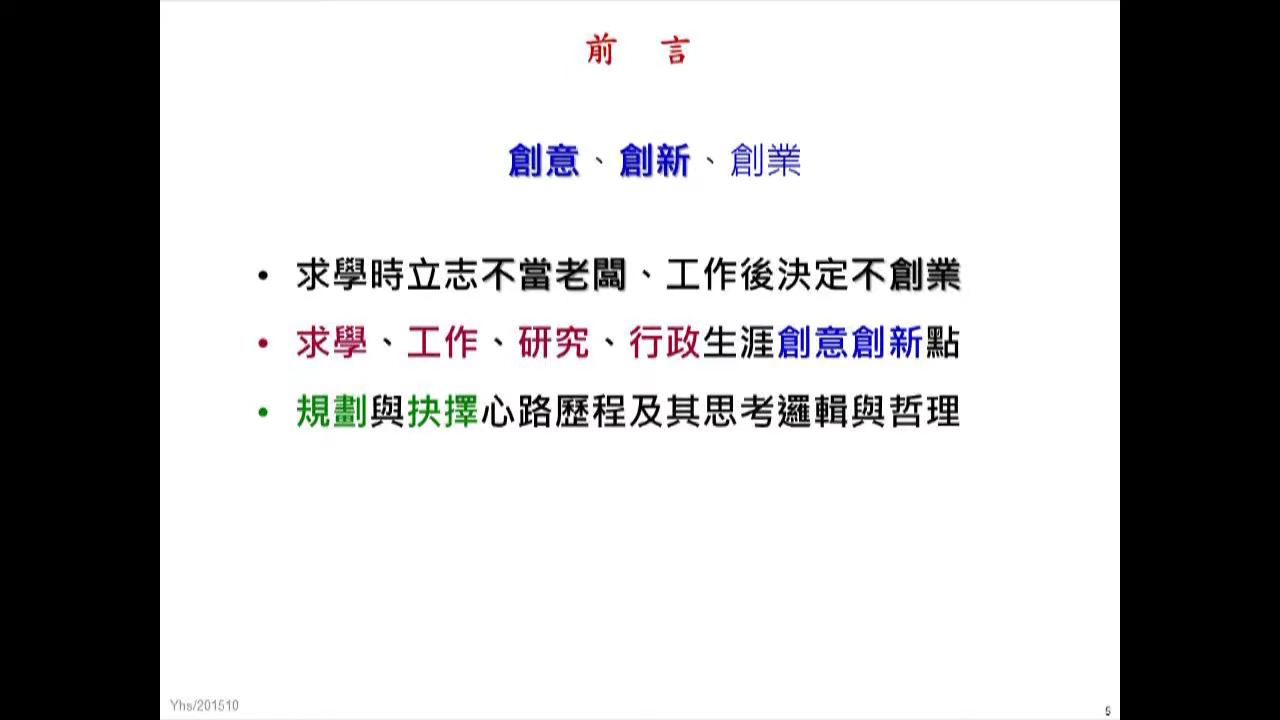 前 言
創意、創新、創業
• 求學時立志不當老闆、工作後決定不創業
• 求學、工作、研究、行政生涯創意創新點
• 規劃與抉擇心路歷程及其思考邏輯與哲理
Yhs/201510
5